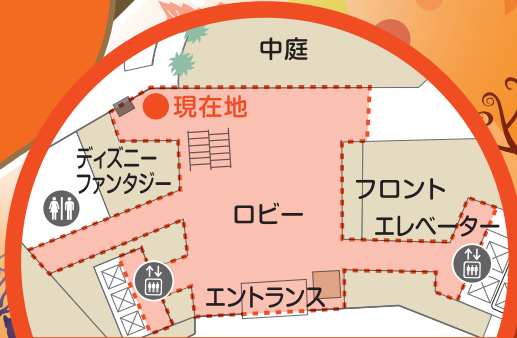 中庭
現在地
ディズニー
ファンタジー
ロビー
フロント
エレベーター
エントランス